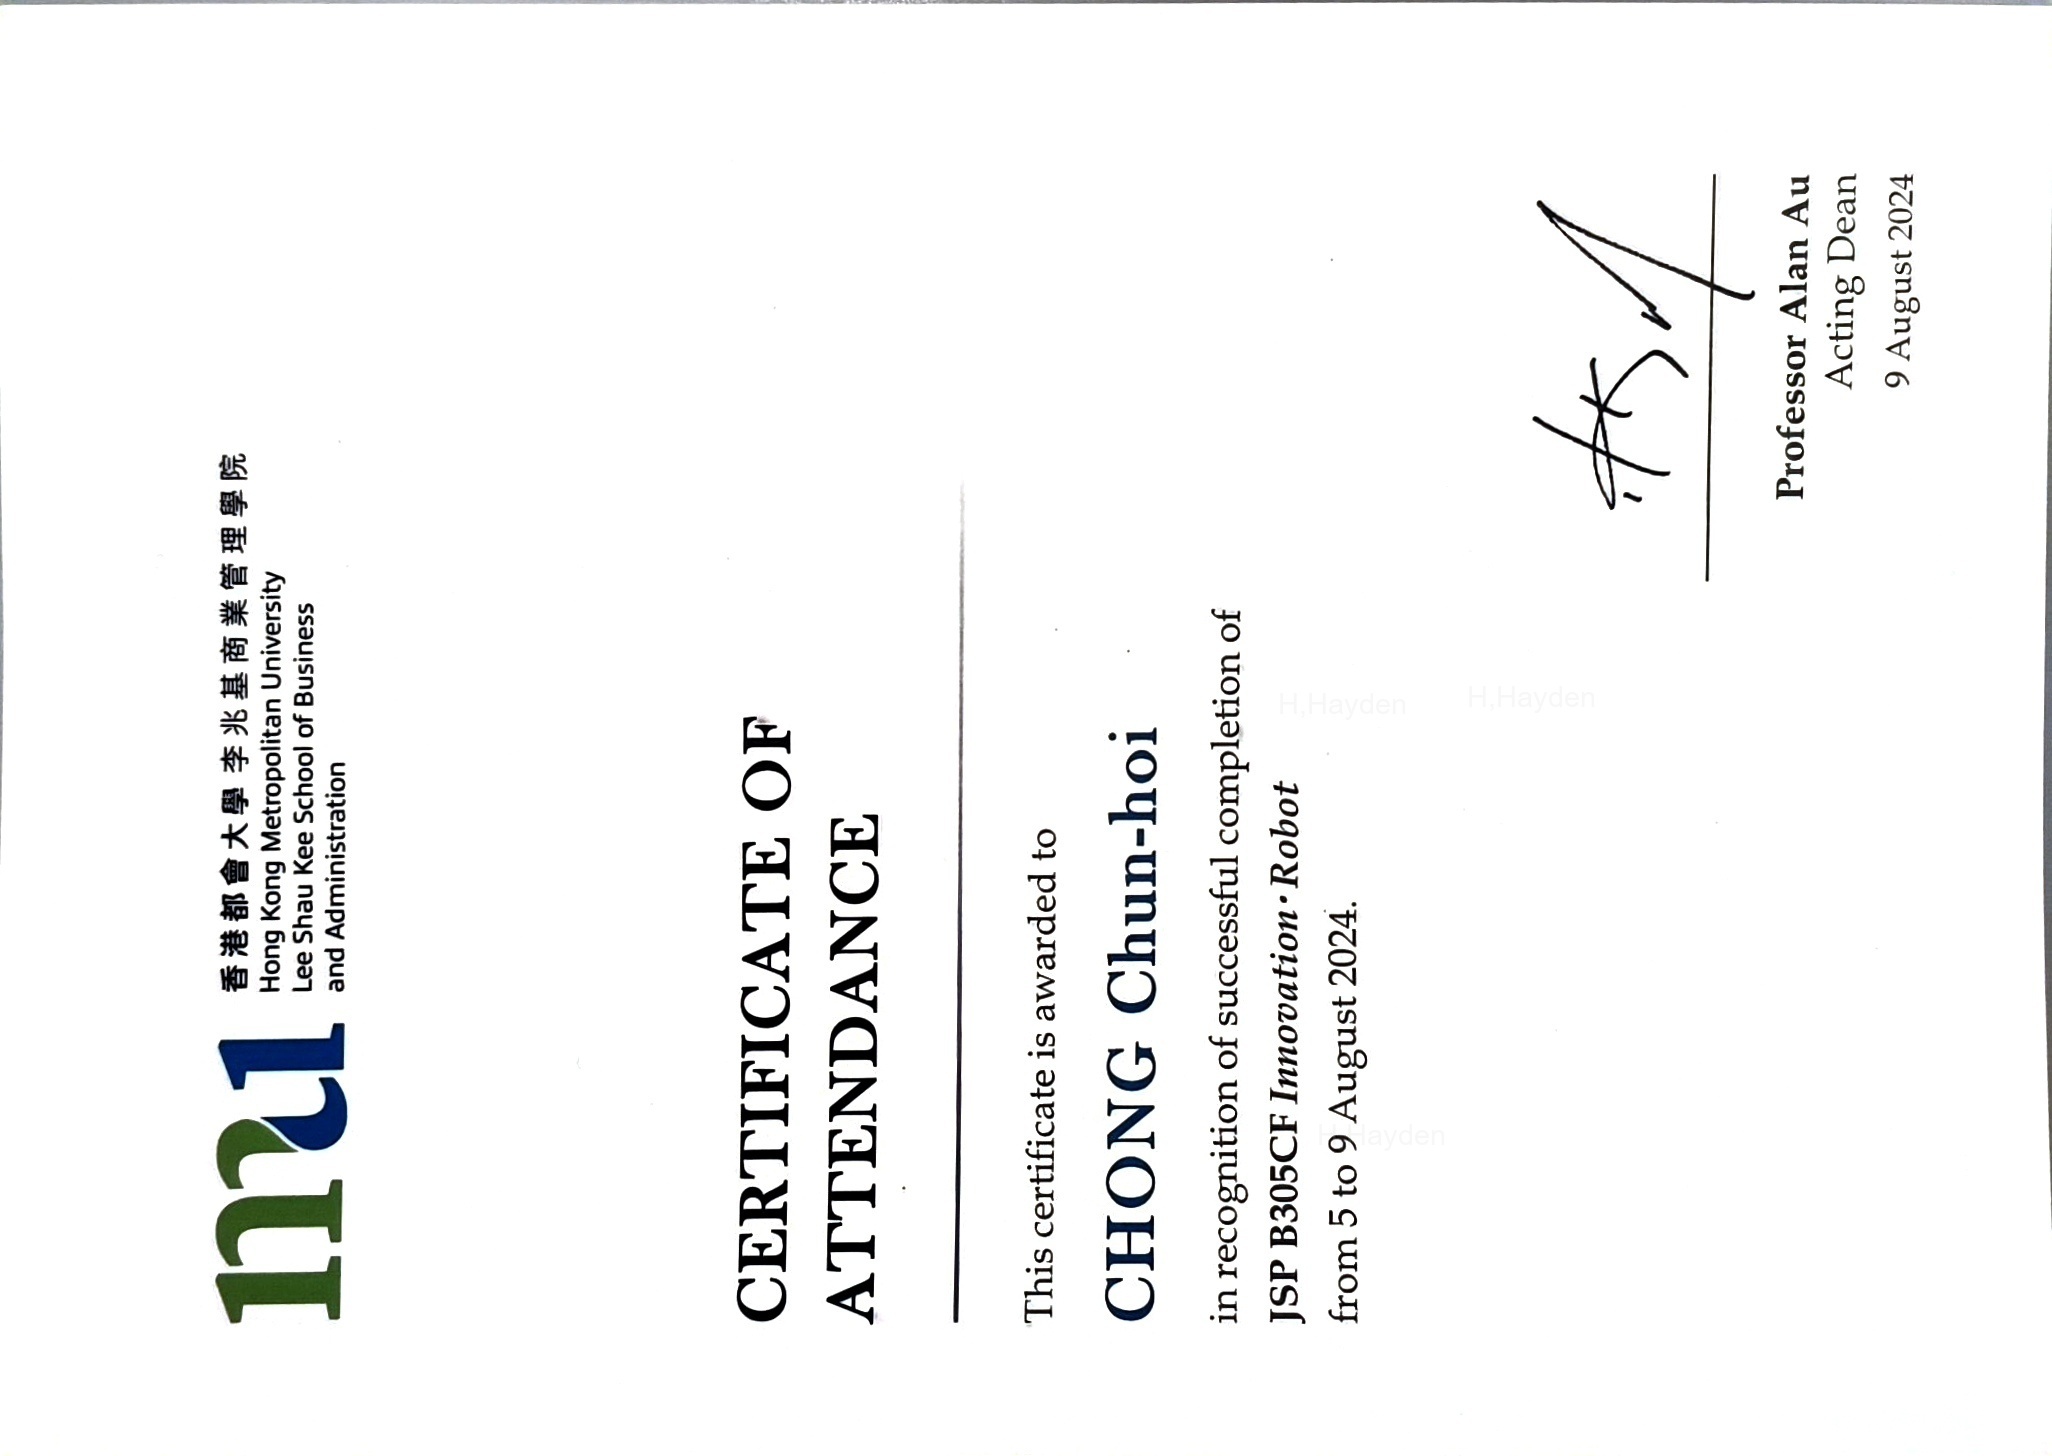 mu
香港都會大學 李兆基商業管理學院
Hong Kong Metropolitan University
Lee Shau Kee School of Business
and Administration
CERTIFICATE OF
ATTENDANCE
This certificate is awarded to
CHONG Chun-hoi
in recognition of successful completion of
JSP B305CF Innovation·Robot
from 5 to 9 August 2024.
H,Hayden
H,Hayden
H,Hayden
Professor Alan Au
Acting Dean
9 August 2024